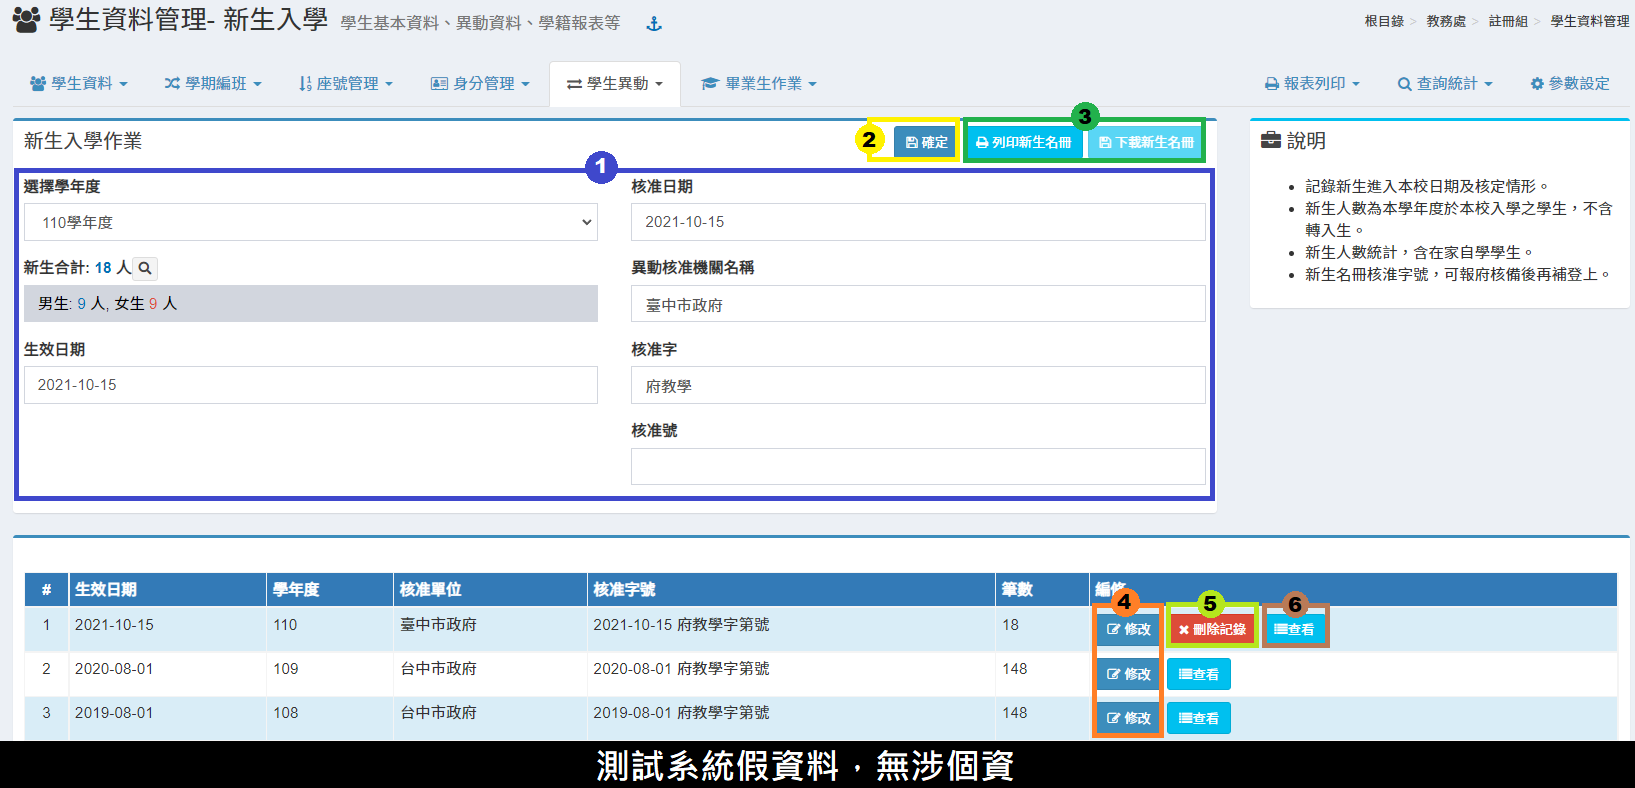 學生資料管理- 新生入學 學生基本資料、異動資料、學籍報表等
根目錄 > 教務處 > 註冊組 > 學生資料管理
學生資料 學期編班 座號管理 身分管理 學生異動 畢業生作業 報表列印 查詢統計 參數設定
新生入學作業
2 確定 3 列印新生名冊 下載新生名冊
1
選擇學年度
110學年度
新生合計: 18 人
男生: 9 人, 女生 9 人
生效日期
2021-10-15
核准日期
2021-10-15
異動核准機關名稱
臺中市政府
核准字
府教學
核准號
說明
記錄新生進入本校日期及核定情形。
新生人數為本學年度於本校入學之學生，不含
轉入生。
新生人數統計，含在家自學學生。
新生名冊核准字號，可報府核備後再補登上。
# 生效日期 學年度 核准單位 核准字號 筆數 編修
4 5 6
1 2021-10-15 110 臺中市政府 2021-10-15 府教學字第號 18 修改 刪除記錄 查看
2 2020-08-01 109 台中市政府 2020-08-01 府教學字第號 148 修改 查看
3 2019-08-01 108 台中市政府 2019-08-01 府教學字第號 148 修改 查看
測試系統假資料，無涉個資